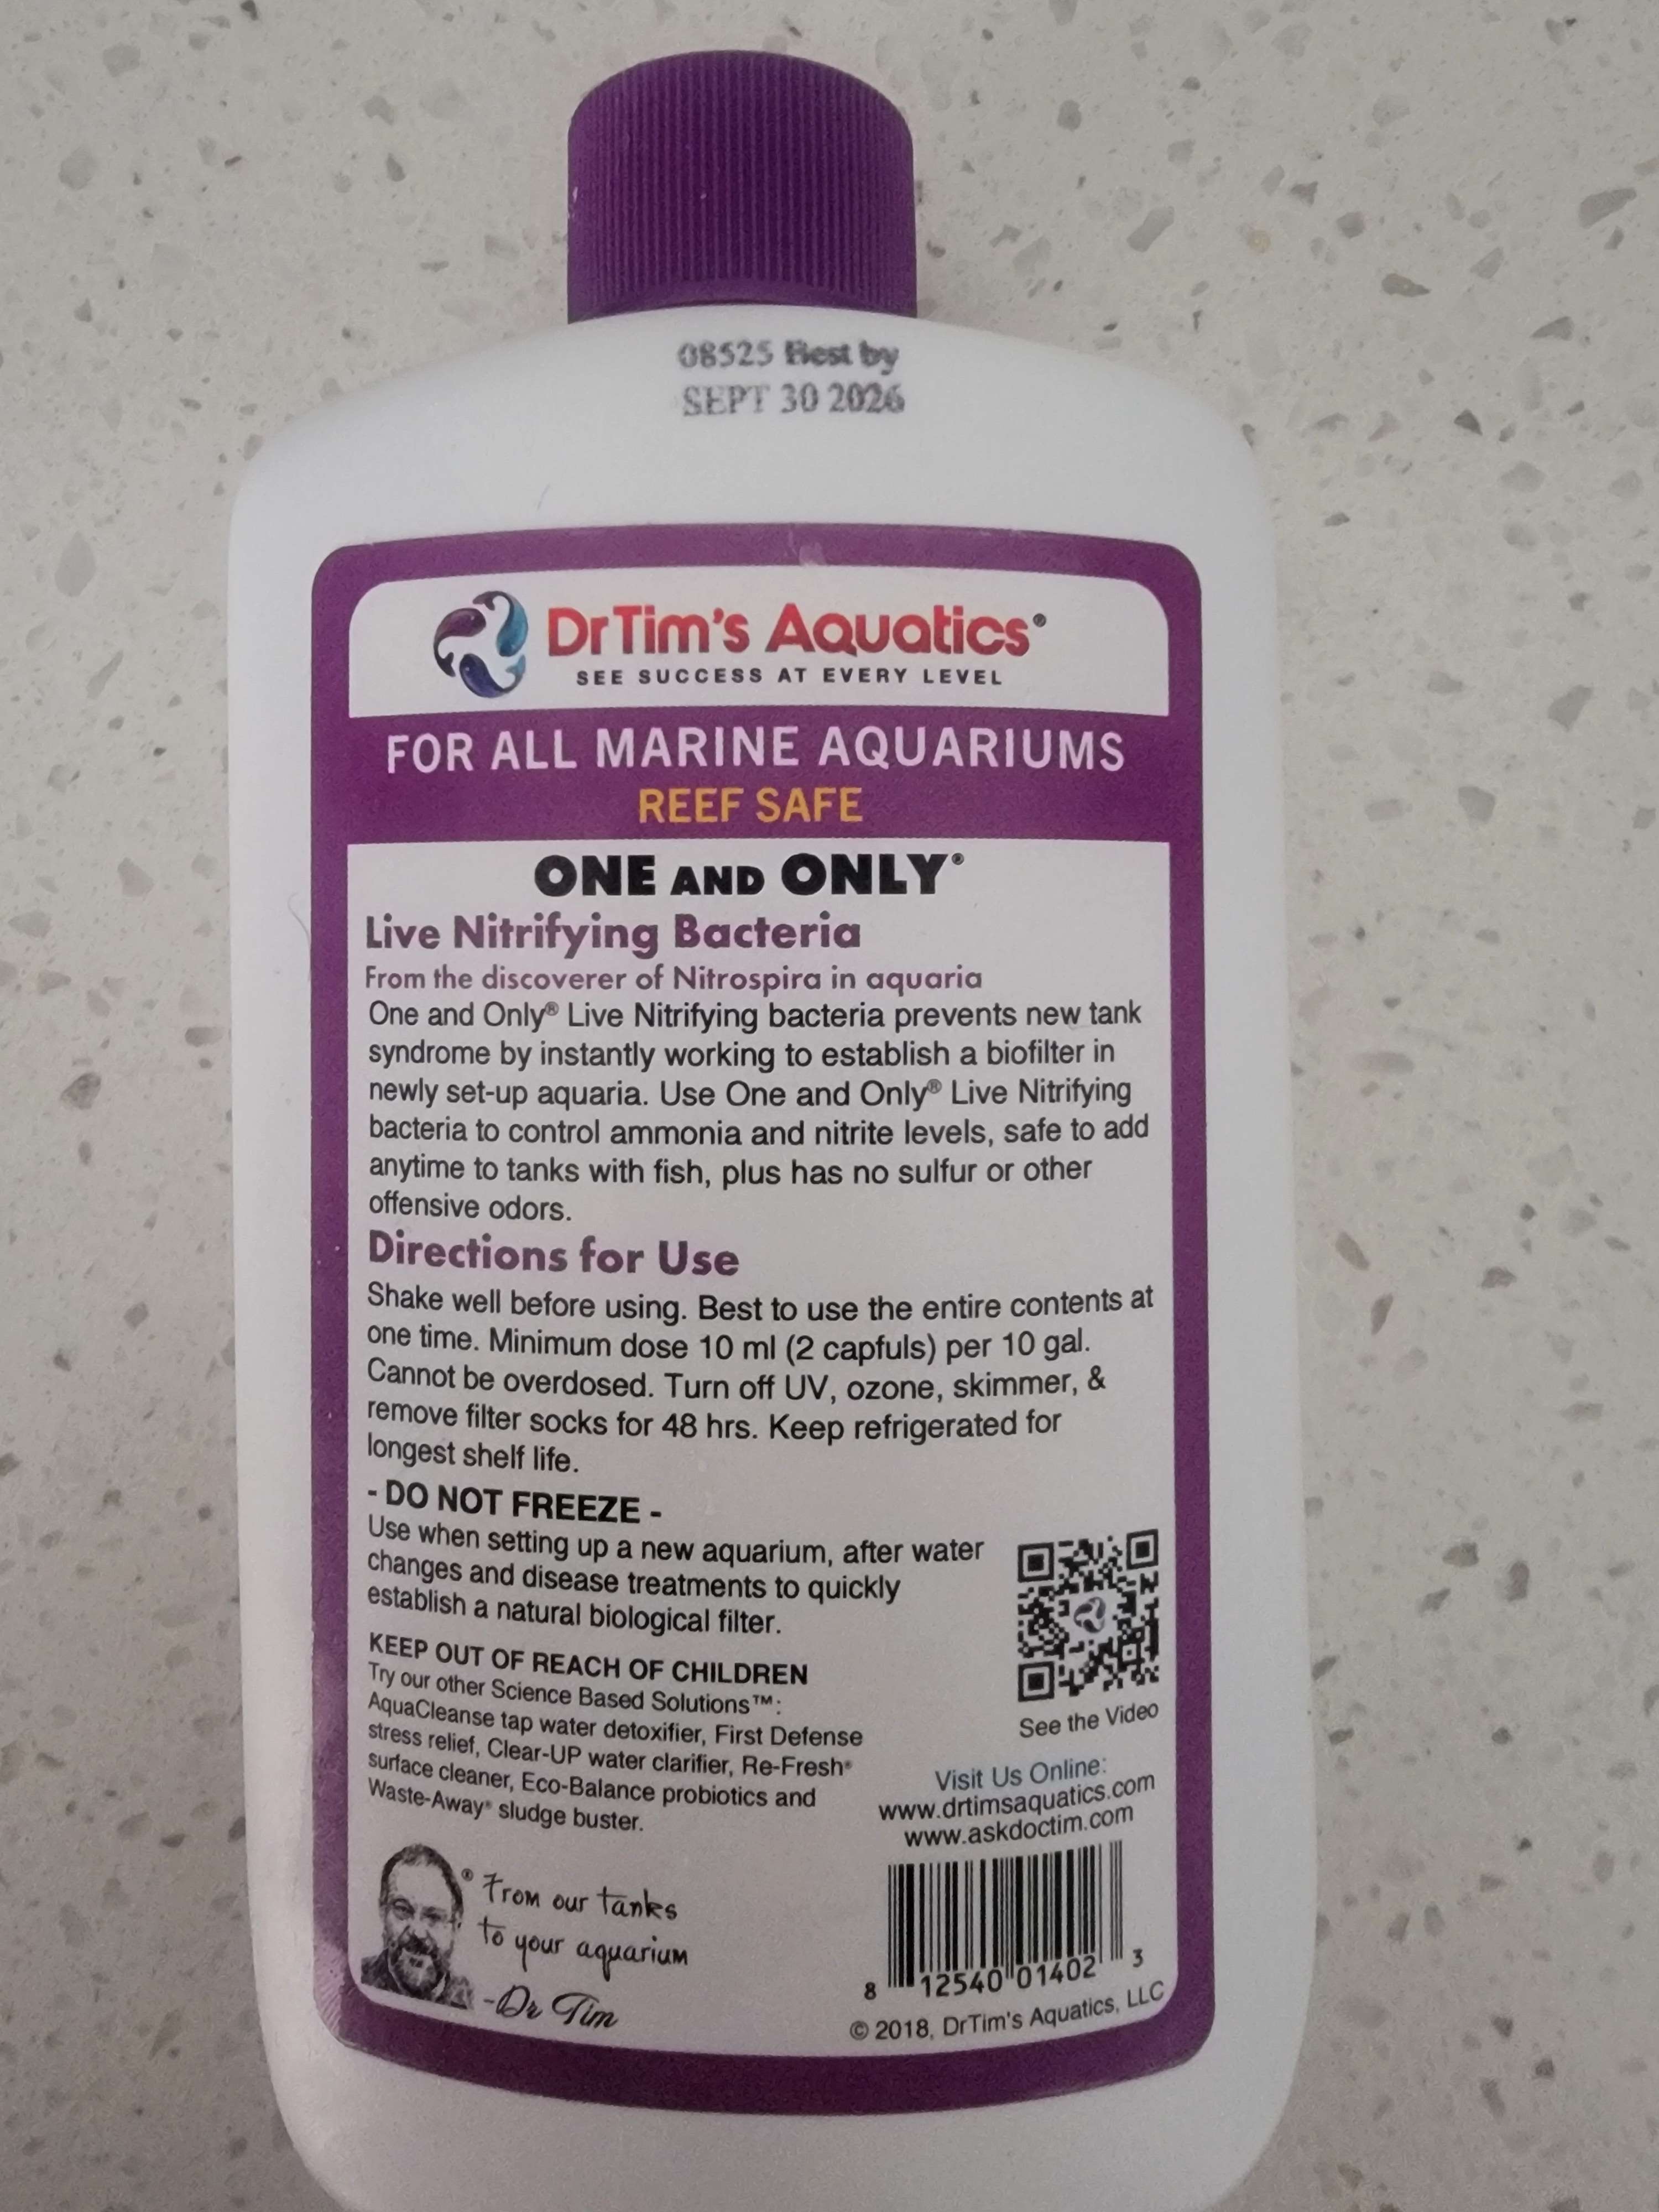 08525 Best by
SEPT 30 2026
DrTim's Aquatics®
SEE SUCCESS AT EVERY LEVEL
FOR ALL MARINE AQUARIUMS
REEF SAFE
ONE AND ONLY®
Live Nitrifying Bacteria
From the discoverer of Nitrospira in aquaria
One and Only® Live Nitrifying bacteria prevents new tank
syndrome by instantly working to establish a biofilter in
newly set-up aquaria. Use One and Only® Live Nitrifying
bacteria to control ammonia and nitrite levels, safe to add
anytime to tanks with fish, plus has no sulfur or other
offensive odors.
Directions for Use
Shake well before using. Best to use the entire contents at
one time. Minimum dose 10 ml (2 capfuls) per 10 gal.
Cannot be overdosed. Turn off UV, ozone, skimmer, &
remove filter socks for 48 hrs. Keep refrigerated for
longest shelf life.
- DO NOT FREEZE -
Use when setting up a new aquarium, after water
changes and disease treatments to quickly
establish a natural biological filter.
KEEP OUT OF REACH OF CHILDREN
Try our other Science Based Solutions™:
AquaCleanse tap water detoxifier, First Defense
stress relief, Clear-UP water clarifier, Re-Fresh®
surface cleaner, Eco-Balance probiotics and
Waste-Away® sludge buster.
See the Video
Visit Us Online:
www.drtimsaquatics.com
www.askdoctim.com
® From our tanks
to your aquarium
-Dr Tim
8 12540 01402 3
© 2018, DrTim's Aquatics, LLC